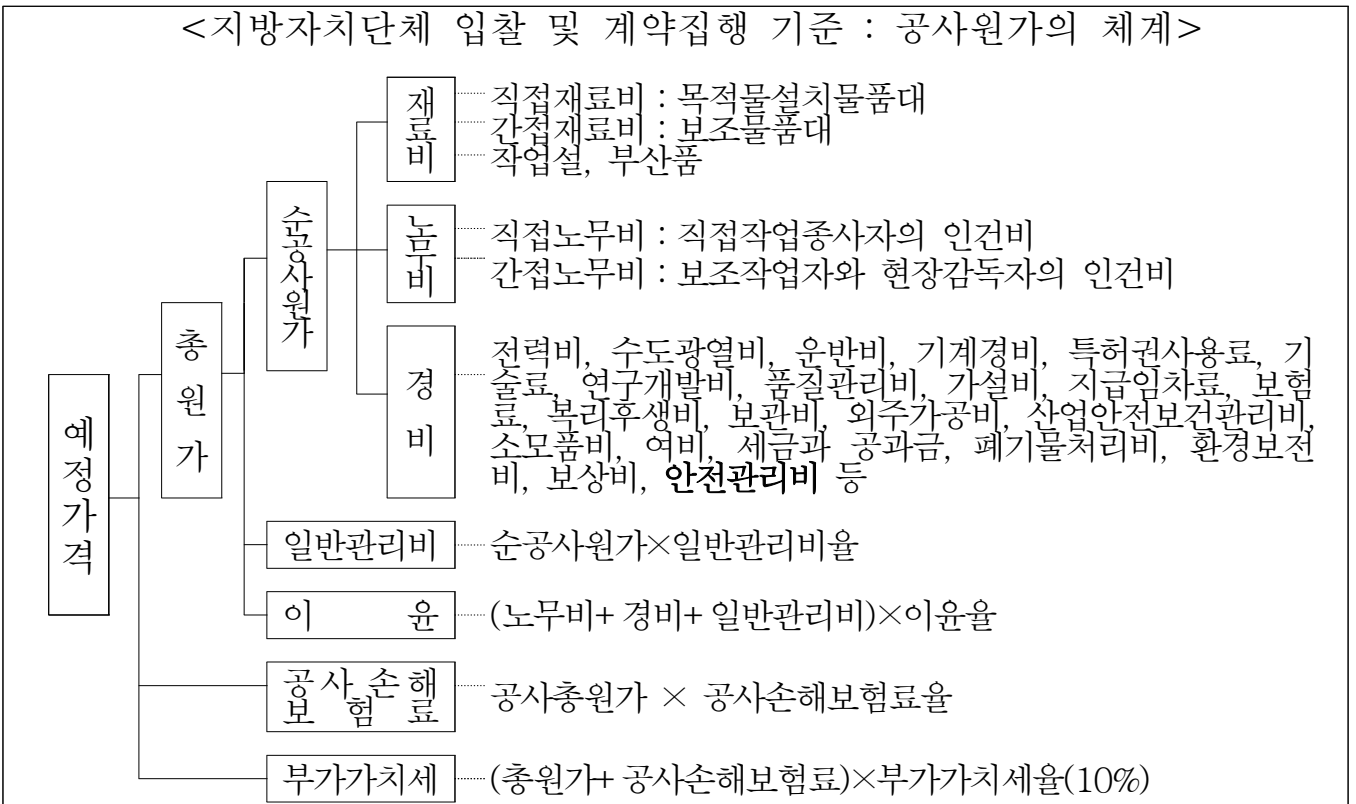 <지방자치단체 입찰 및 계약집행 기준 : 공사원가의 체계>
재료비
직접재료비 : 목적물설치물품대
간접재료비 : 보조물품대
작업설, 부산품
순공사원가
노무비
직접노무비 : 직접작업종사자의 인건비
간접노무비 : 보조작업자와 현장감독자의 인건비
총원가
경비
전력비, 수도광열비, 운반비, 기계경비, 특허권사용료, 기
술료, 연구개발비, 품질관리비, 가설비, 지급임차료, 보험
료, 복리후생비, 보관비, 외주가공비, 산업안전보건관리비,
소모품비, 여비, 세금과 공과금, 폐기물처리비, 환경보전
비, 보상비, 안전관리비 등
예정가격
일반관리비
순공사원가×일반관리비율
이 윤
(노무비+ 경비+ 일반관리비)×이윤율
공사 손해
보 험 료
공사총원가 × 공사손해보험료율
부가가치세
(총원가+ 공사손해보험료)×부가가치세율(10%)